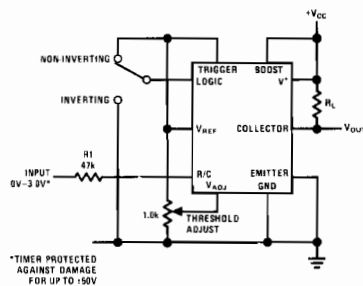 +VCC
NON-INVERTING
TRIGGER
BOOST
LOGIC
V+
RL
INVERTING
VREF
COLLECTOR
VOUT
R1
47k
INPUT
0V–3 0V*
R/C
EMITTER
VADJ
GND
1.0k
THRESHOLD
ADJUST
*TIMER PROTECTED
AGAINST DAMAGE
FOR UP TO ±50V